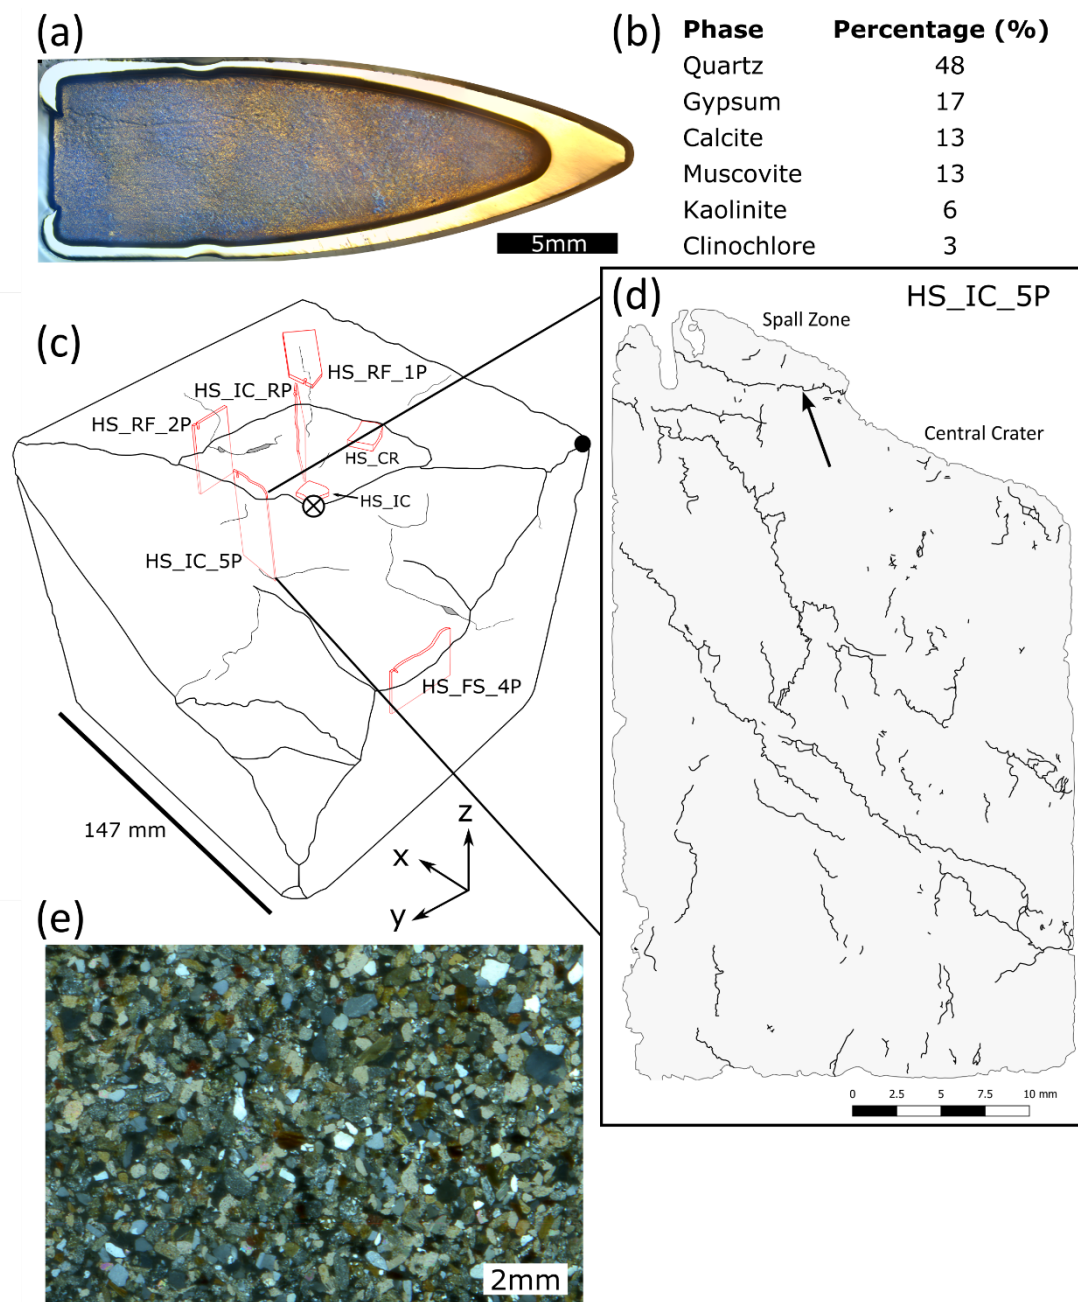 (a)
5mm
(b) Phase Percentage (%)
Quartz 48
Gypsum 17
Calcite 13
Muscovite 13
Kaolinite 6
Clinochlore 3
(c)
HS_RF_1P
HS_IC_RP
HS_RF_2P
HS_CR
HS_IC
HS_IC_5P
HS_FS_4P
147 mm
z
x
y
(d) HS_IC_5P
Spall Zone
Central Crater
0 2.5 5 7.5 10 mm
(e)
2mm